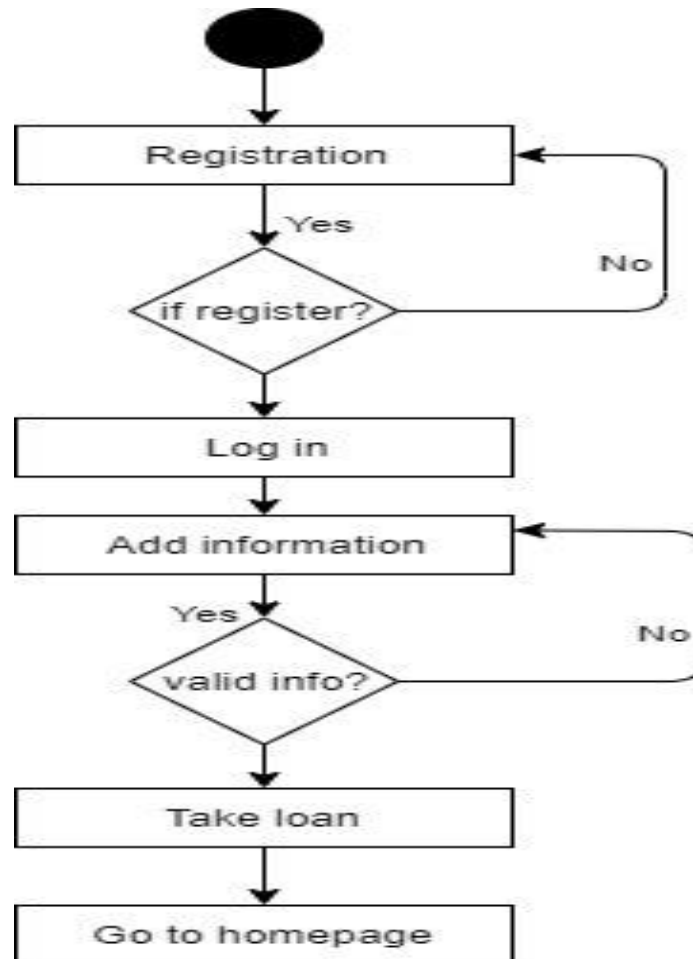 Registration
Yes
No
if register?
Log in
Add information
Yes
No
valid info?
Take loan
Go to homepage